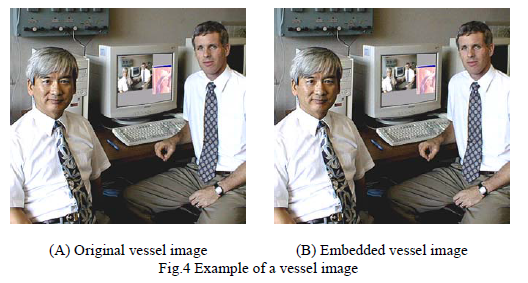 (A) Original vessel image
(B) Embedded vessel image
Fig.4 Example of a vessel image